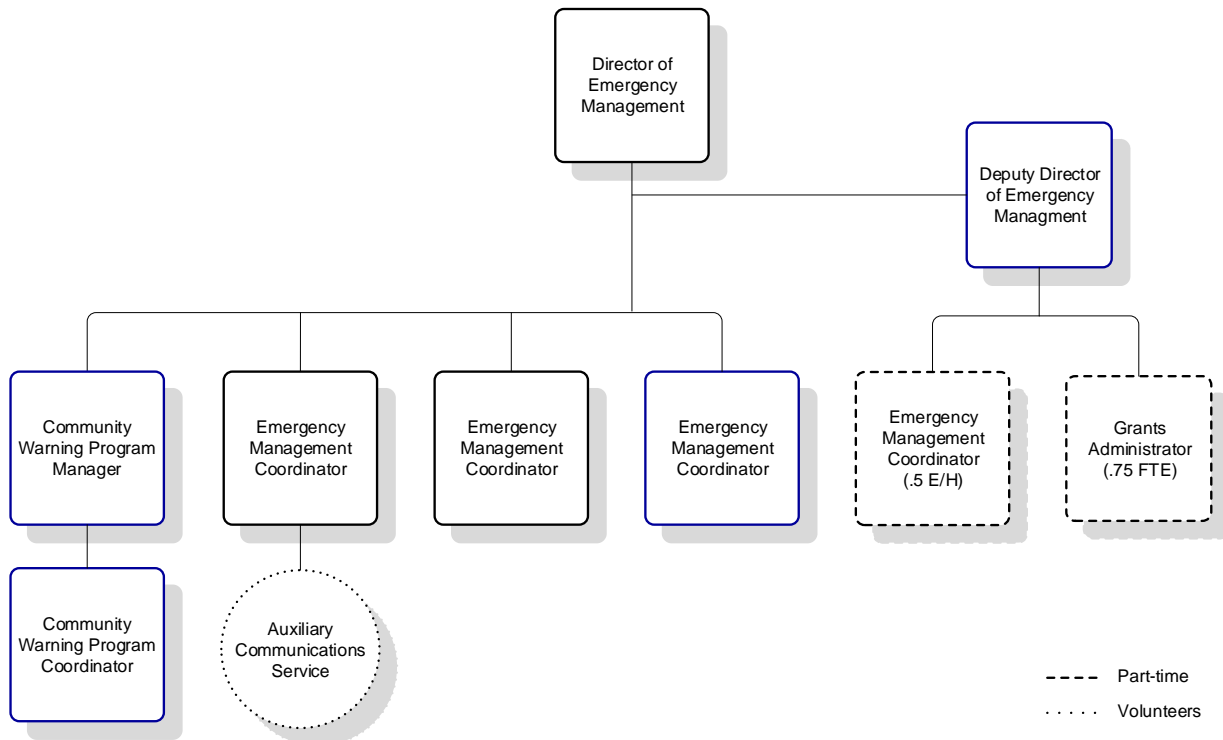 Director of
Emergency
Management
Deputy Director
of Emergency
Managment
Community
Warning Program
Manager
Emergency
Management
Coordinator
Emergency
Management
Coordinator
Emergency
Management
Coordinator
Emergency
Management
Coordinator
(.5 E/H)
Grants
Administrator
(.75 FTE)
Community
Warning Program
Coordinator
Auxiliary
Communications
Service
Part-time
Volunteers